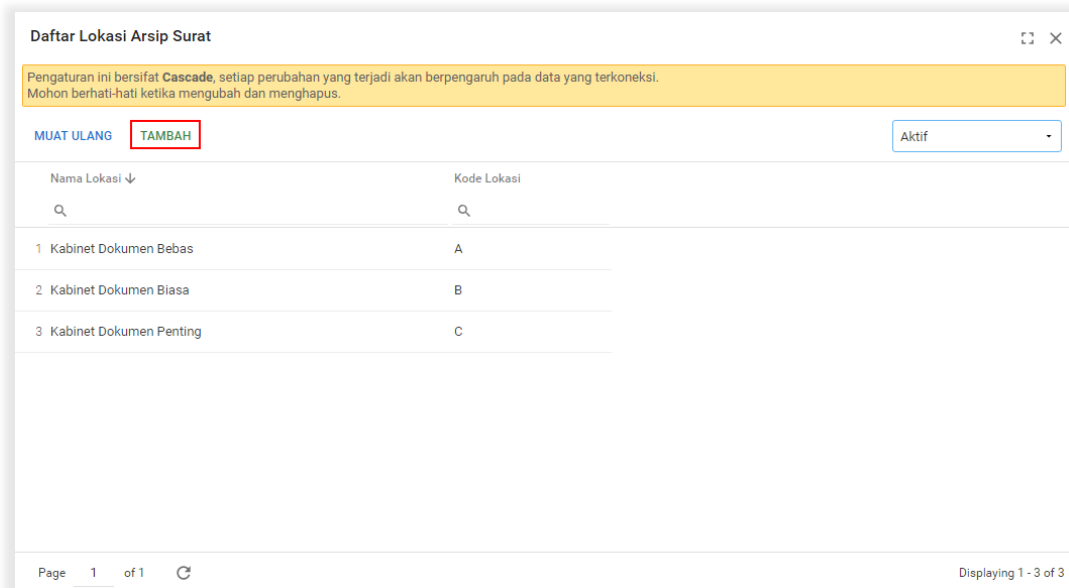 Daftar Lokasi Arsip Surat
Pengaturan ini bersifat Cascade, setiap perubahan yang terjadi akan berpengaruh pada data yang terkoneksi.
Mohon berhati-hati ketika mengubah dan menghapus.
MUAT ULANG TAMBAH Aktif
Nama Lokasi Kode Lokasi
1 Kabinet Dokumen Bebas A
2 Kabinet Dokumen Biasa B
3 Kabinet Dokumen Penting C
Page 1 of 1 Displaying 1 - 3 of 3